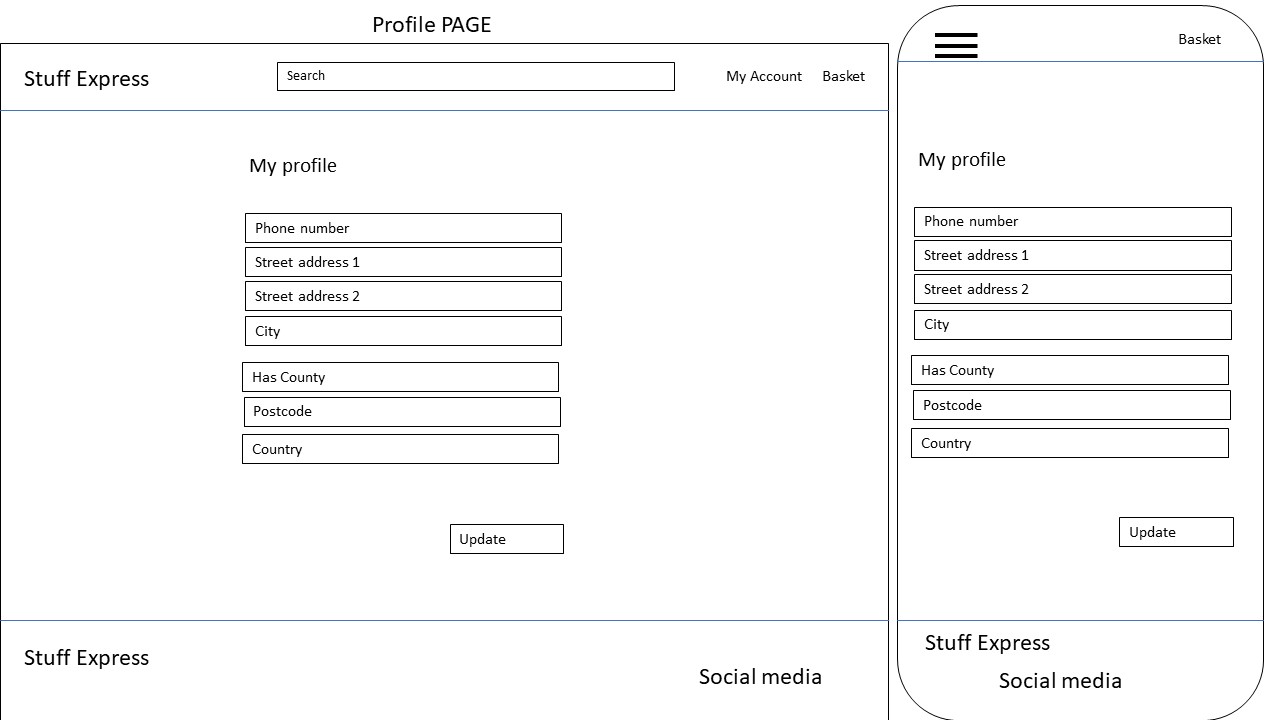 Profile PAGE
Stuff Express
Search
My Account
Basket
My profile
Phone number
Street address 1
Street address 2
City
Has County
Postcode
Country
Update
Stuff Express
Social media
Basket
My profile
Phone number
Street address 1
Street address 2
City
Has County
Postcode
Country
Update
Stuff Express
Social media